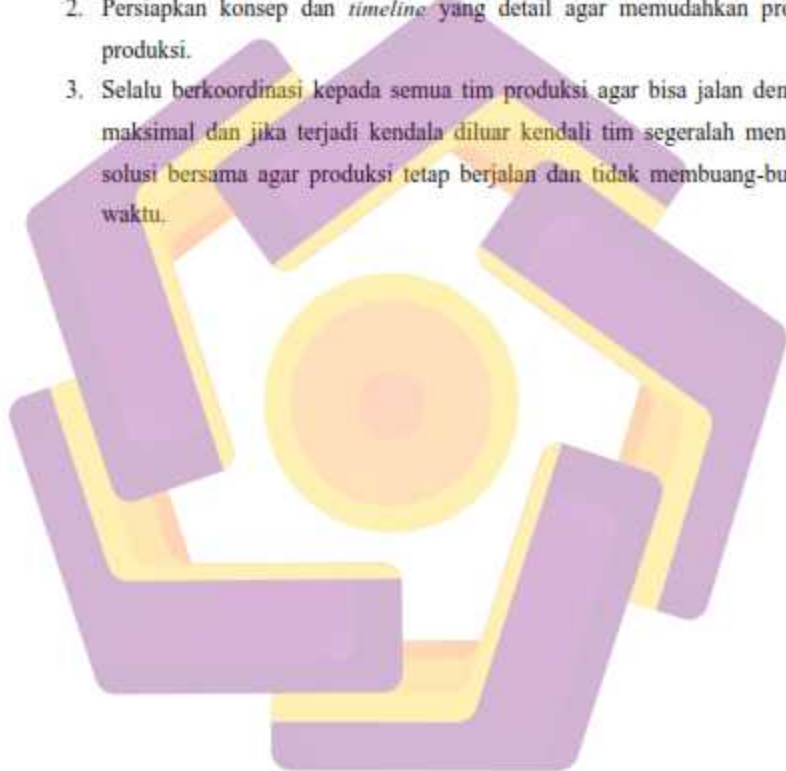 2. Persiapkan konsep dan timeline yang detail agar memudahkan pro
produksi.
3. Selalu berkoordinasi kepada semua tim produksi agar bisa jalan den
maksimal dan jika terjadi kendala diluar kendali tim segeralah men
solusi bersama agar produksi tetap berjalan dan tidak membuang-bu
waktu.